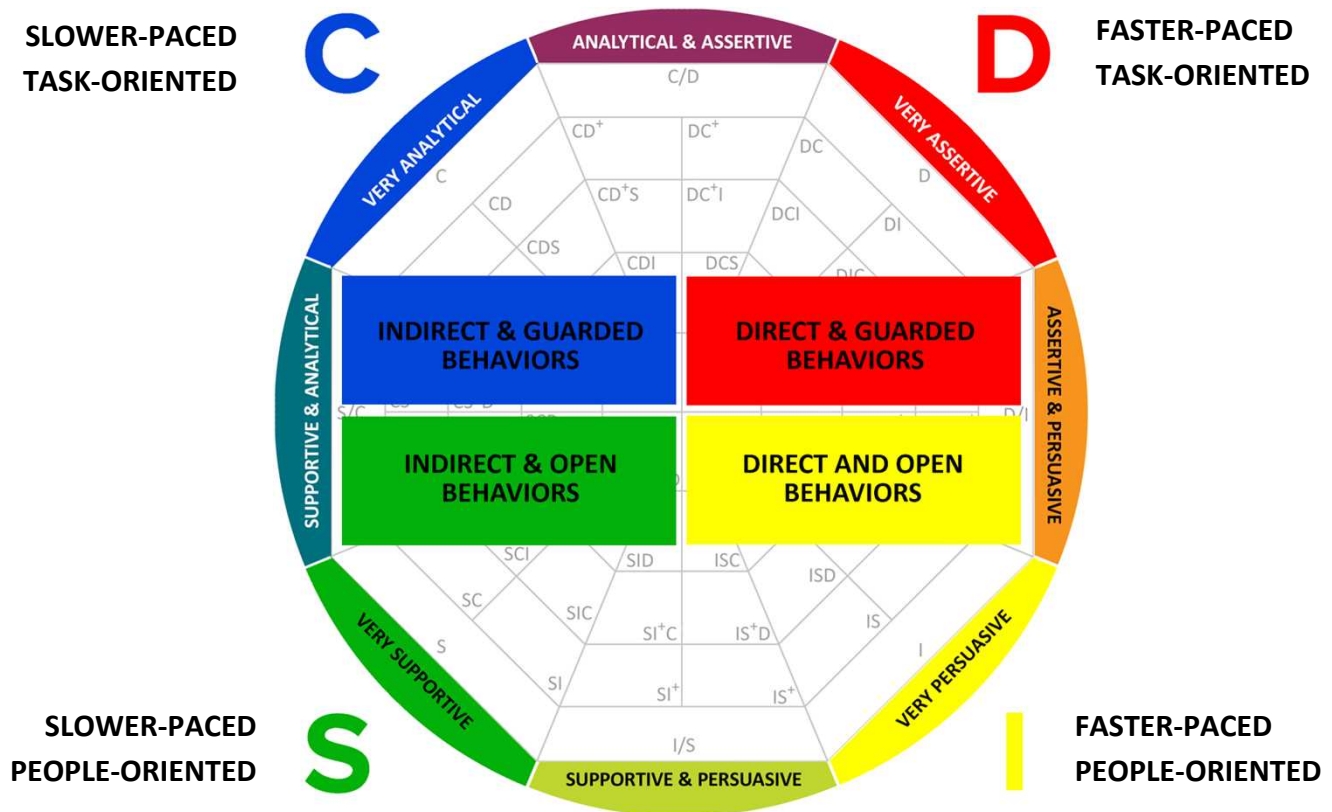 SLOWER-PACED
TASK-ORIENTED
C
ANALYTICAL & ASSERTIVE
D
FASTER-PACED
TASK-ORIENTED
VERY ANALYTICAL
VERY ASSERTIVE
C/D
CD+
DC+
DC
C
D
CD
CD+S
DC+I
DCI
DI
CDS
CDI
DCS
DIC
SUPPORTIVE & ANALYTICAL
INDIRECT & GUARDED
BEHAVIORS
DIRECT & GUARDED
BEHAVIORS
ASSERTIVE & PERSUASIVE
S/C
D/I
INDIRECT & OPEN
BEHAVIORS
DIRECT AND OPEN
BEHAVIORS
SCI
SID
ISC
ISD
SC
SIC
SI+C
IS+D
IS
S
I
SI
SI+
IS+
VERY SUPPORTIVE
VERY PERSUASIVE
I/S
SLOWER-PACED
PEOPLE-ORIENTED
S
SUPPORTIVE & PERSUASIVE
I
FASTER-PACED
PEOPLE-ORIENTED